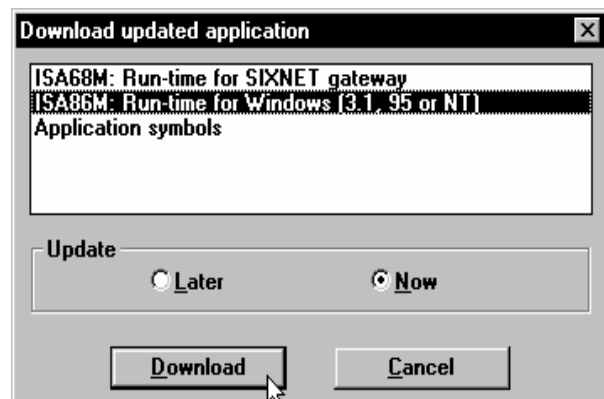 Download updated application
ISA68M: Run-time for SIXNET gateway
ISA86M: Run-time for Windows (3.1, 95 or NT)
Application symbols
Update
Later Now
Download Cancel